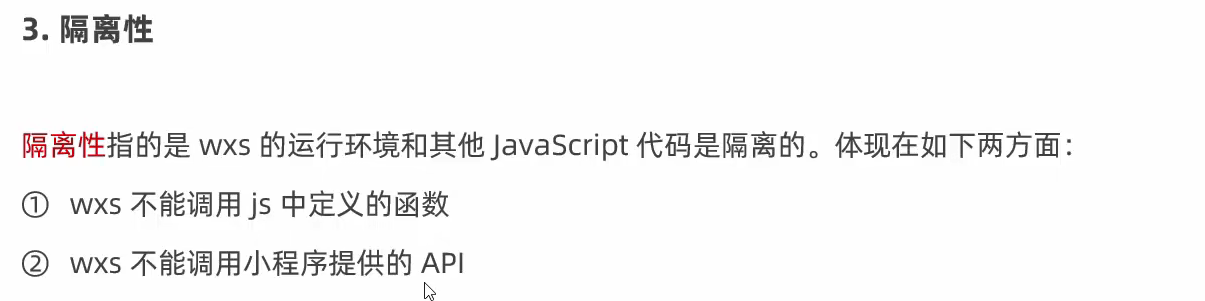 3. 隔离性
隔离性指的是 wxs 的运行环境和其他 JavaScript 代码是隔离的。体现在如下两方面：
① wxs 不能调用 js 中定义的函数
② wxs 不能调用小程序提供的 API